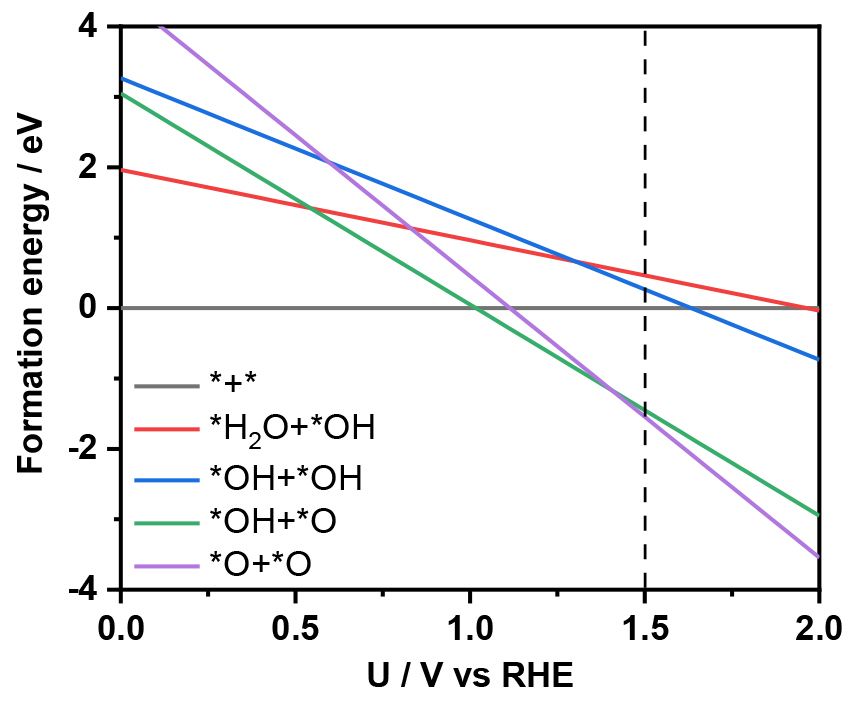 Formation energy / eV
4
2
0
-2
-4
*+*
*H₂O+*OH
*OH+*OH
*OH+*O
*O+*O
0.0 0.5 1.0 1.5 2.0
U / V vs RHE